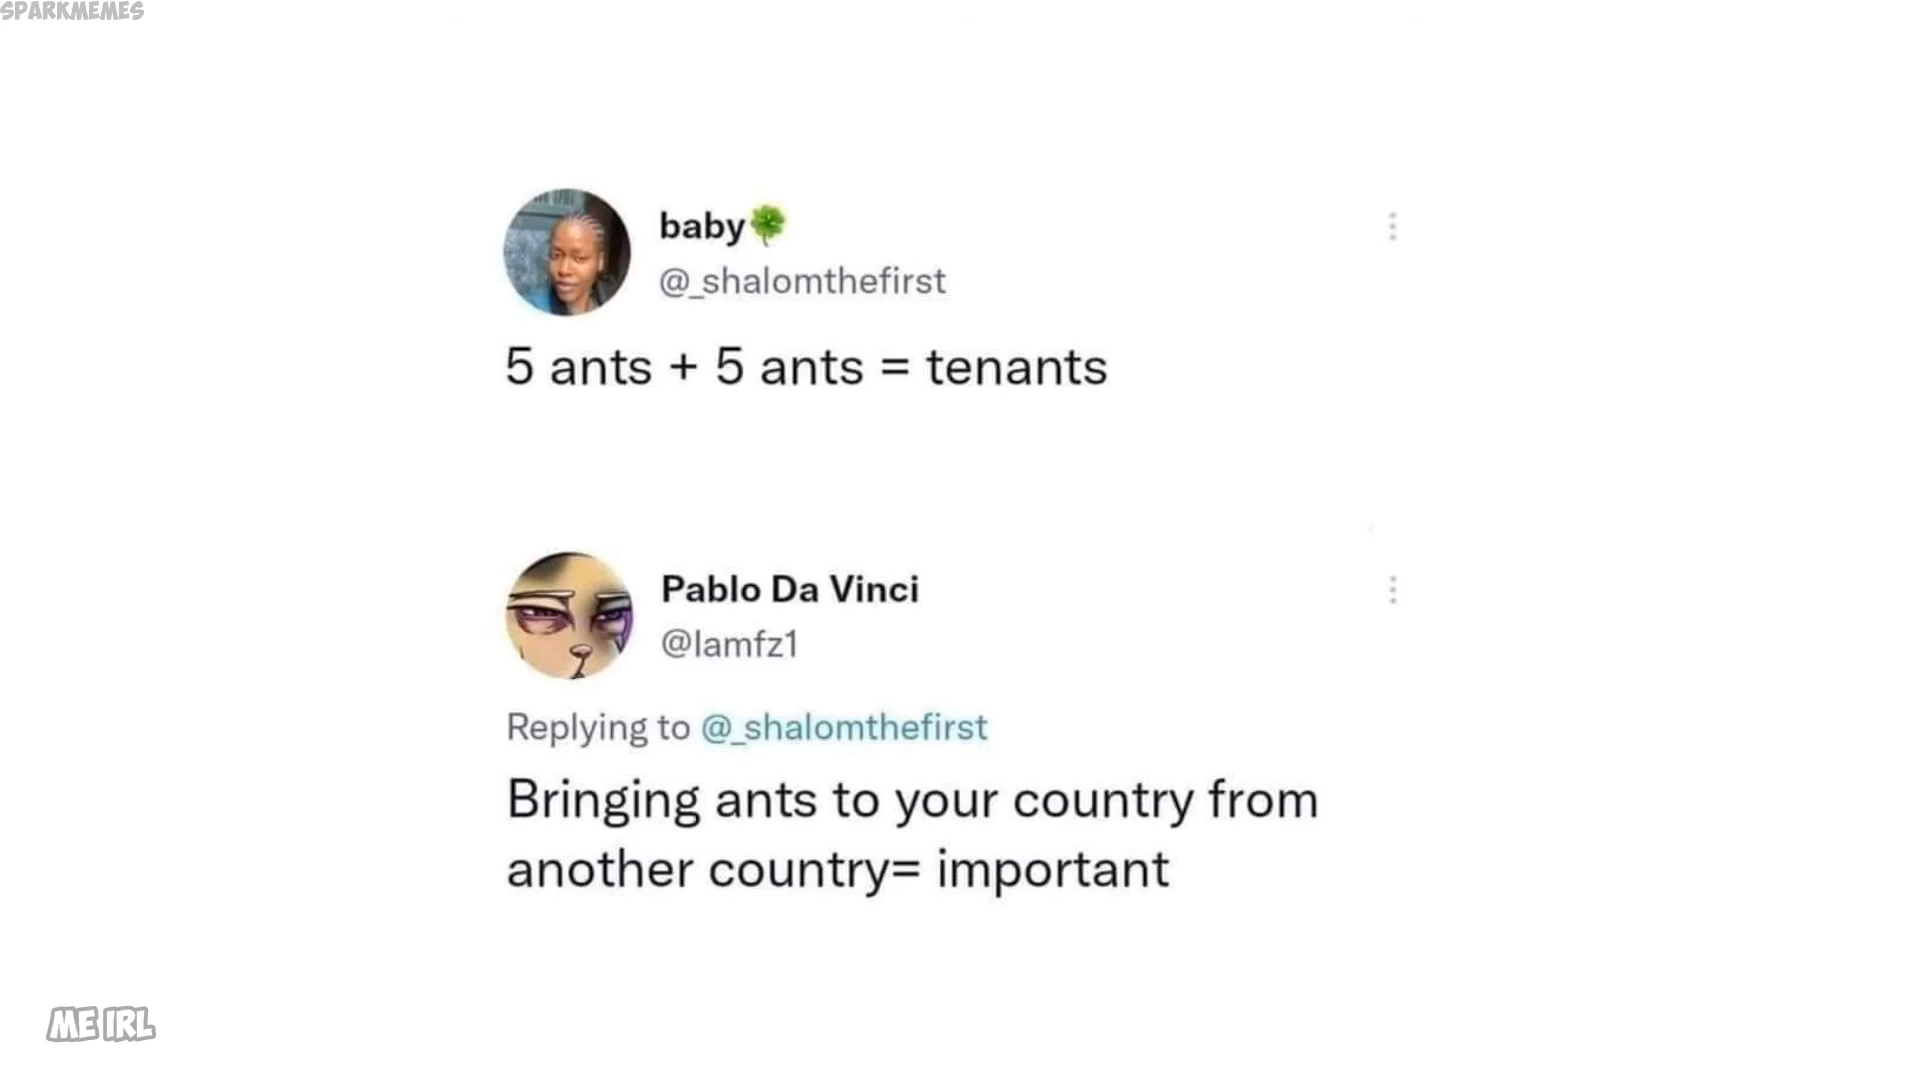 SPARKMEMES
baby🍀
@_shalomthefirst
5 ants + 5 ants = tenants
Pablo Da Vinci
@Iamfz1
Replying to @_shalomthefirst
Bringing ants to your country from
another country= important
ME IRL